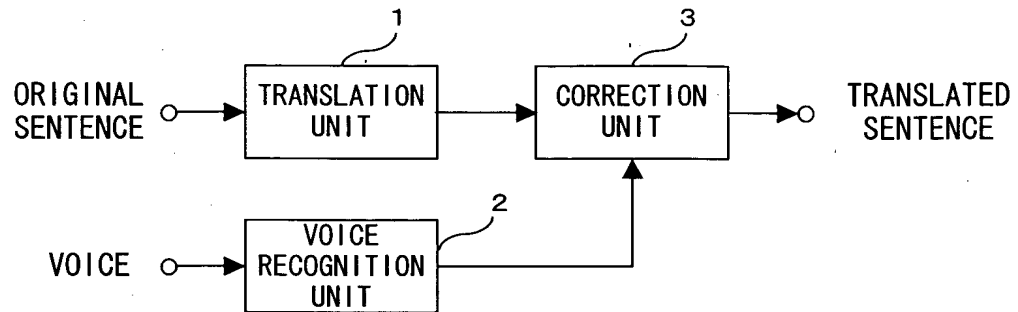 1
3
ORIGINAL
SENTENCE
TRANSLATION
UNIT
CORRECTION
UNIT
TRANSLATED
SENTENCE
2
VOICE
VOICE
RECOGNITION
UNIT